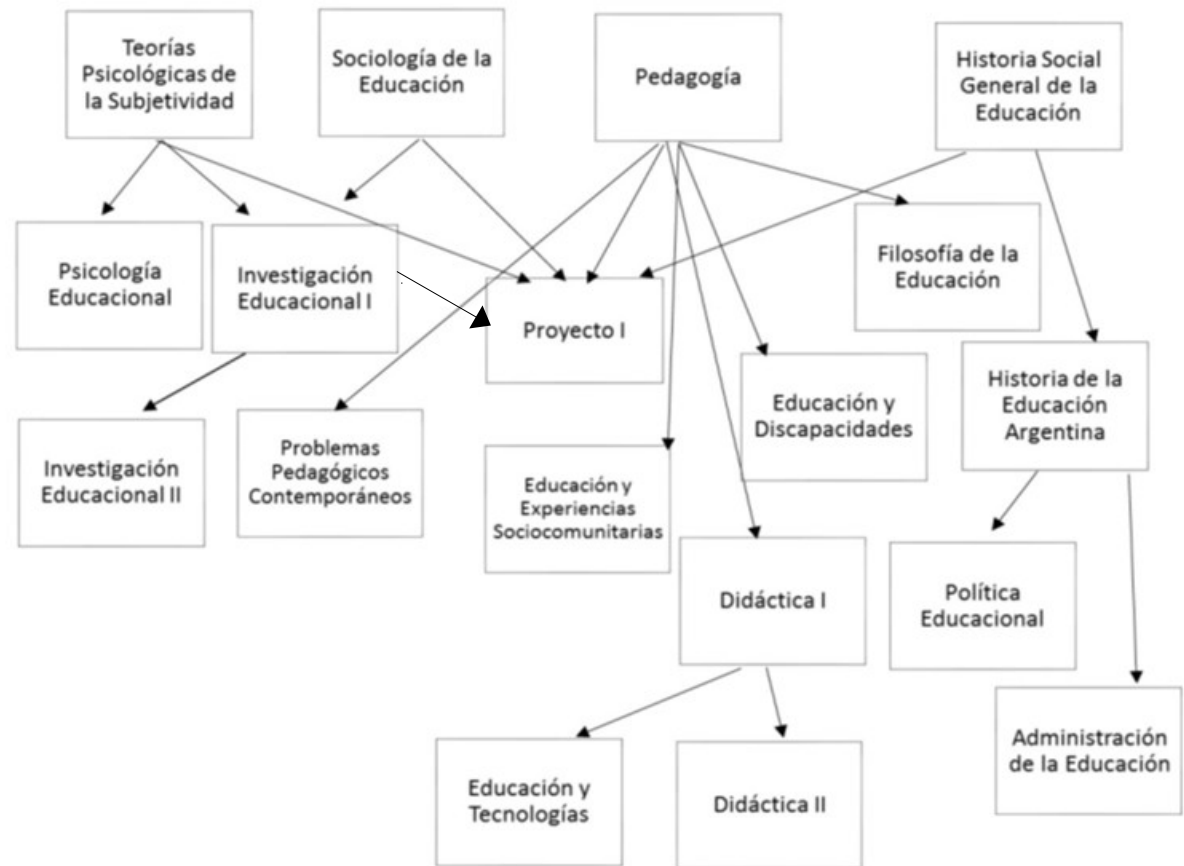 Teorías
Psicológicas de
la Subjetividad
Sociología de la
Educación
Pedagogía
Historia Social
General de la
Educación
Psicología
Educacional
Investigación
Educacional I
Proyecto I
Filosofía de la
Educación
Investigación
Educacional II
Problemas
Pedagógicos
Contemporáneos
Educación y
Experiencias
Sociocomunitarias
Educación y
Discapacidades
Historia de la
Educación
Argentina
Didáctica I
Política
Educacional
Educación y
Tecnologías
Didáctica II
Administración
de la Educación